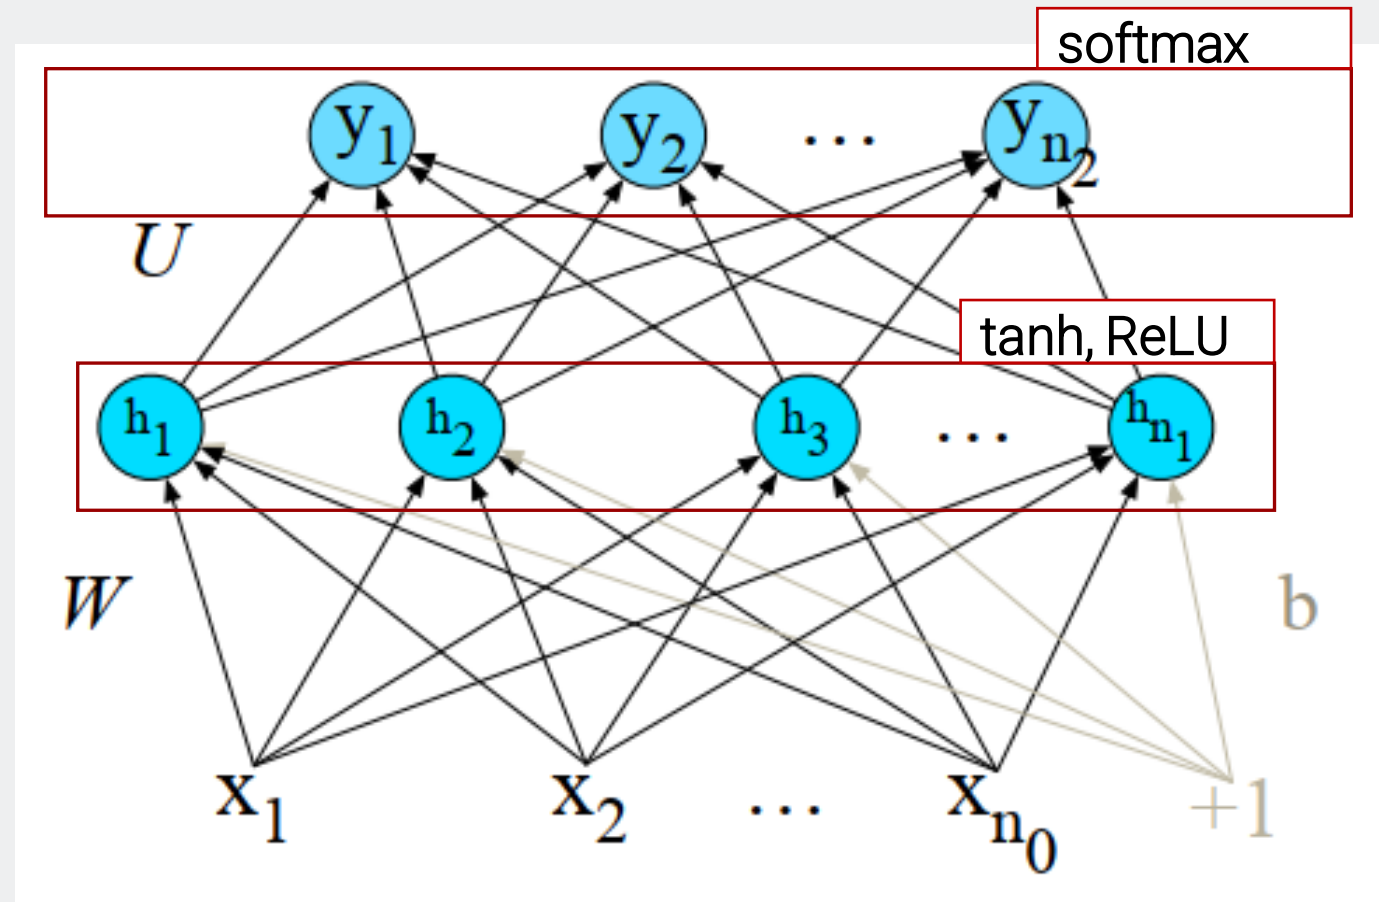 softmax
y₁ y₂ ... yₙ₂
U
tanh, ReLU
h₁ h₂ h₃ ... hₙ₁
W b
x₁ x₂ ... xₙ₀ +1